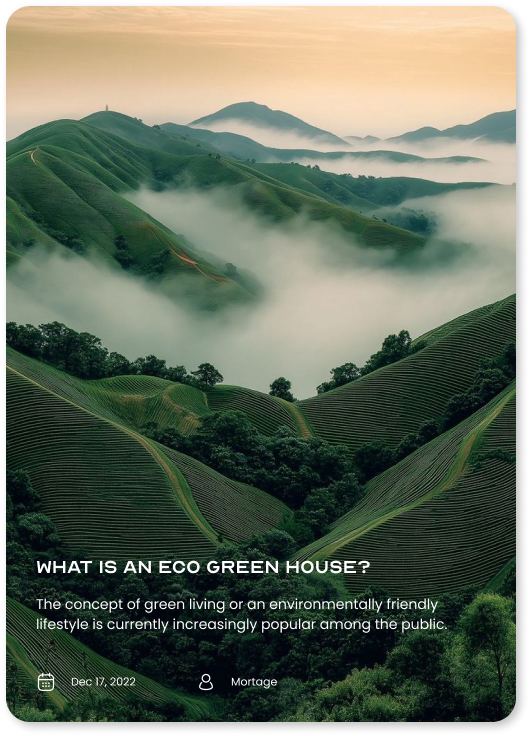 WHAT IS AN ECO GREEN HOUSE?
The concept of green living or an environmentally friendly
lifestyle is currently increasingly popular among the public.
Dec 17, 2022 Mortage